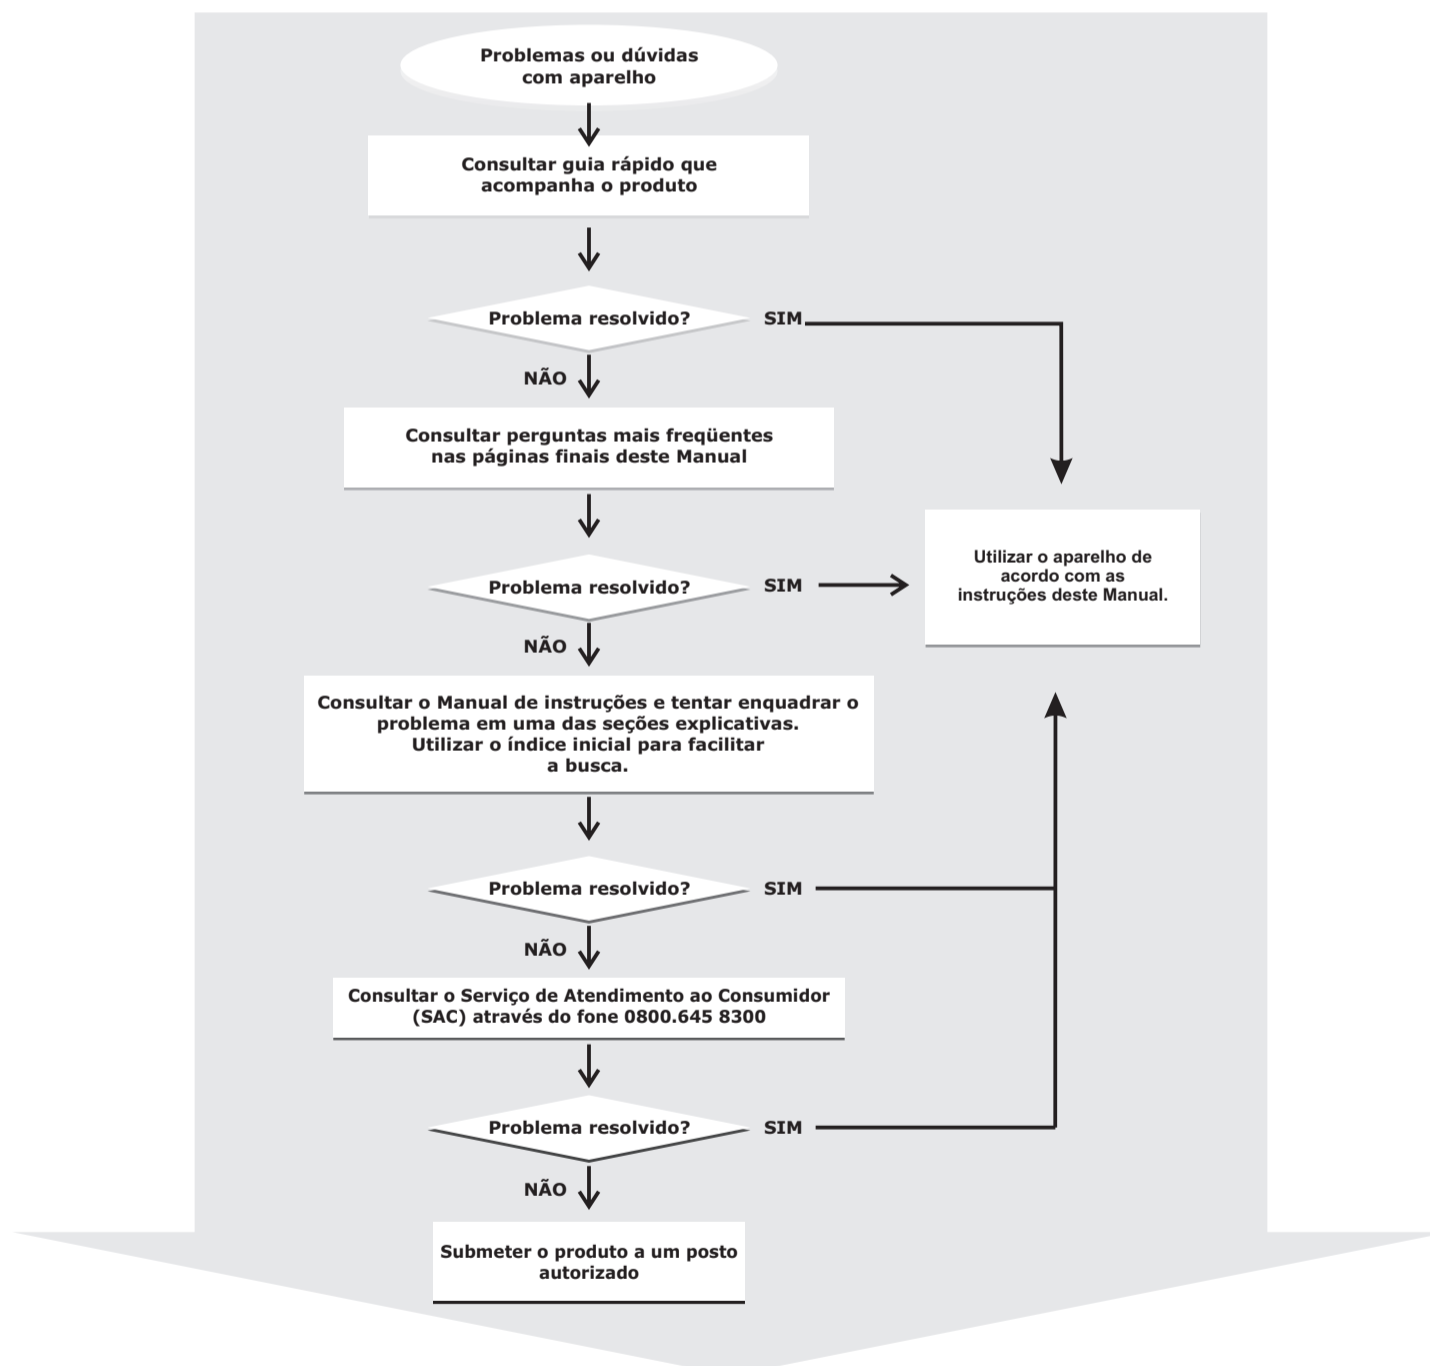 Problemas ou dúvidas
com aparelho
Consultar guia rápido que
acompanha o produto
Problema resolvido?
SIM
NÃO
Consultar perguntas mais freqüentes
nas páginas finais deste Manual
Utilizar o aparelho de
acordo com as
instruções deste Manual.
Problema resolvido?
SIM
NÃO
Consultar o Manual de instruções e tentar enquadrar o
problema em uma das seções explicativas.
Utilizar o índice inicial para facilitar
a busca.
Problema resolvido?
SIM
NÃO
Consultar o Serviço de Atendimento ao Consumidor
(SAC) através do fone 0800.645 8300
Problema resolvido?
SIM
NÃO
Submeter o produto a um posto
autorizado